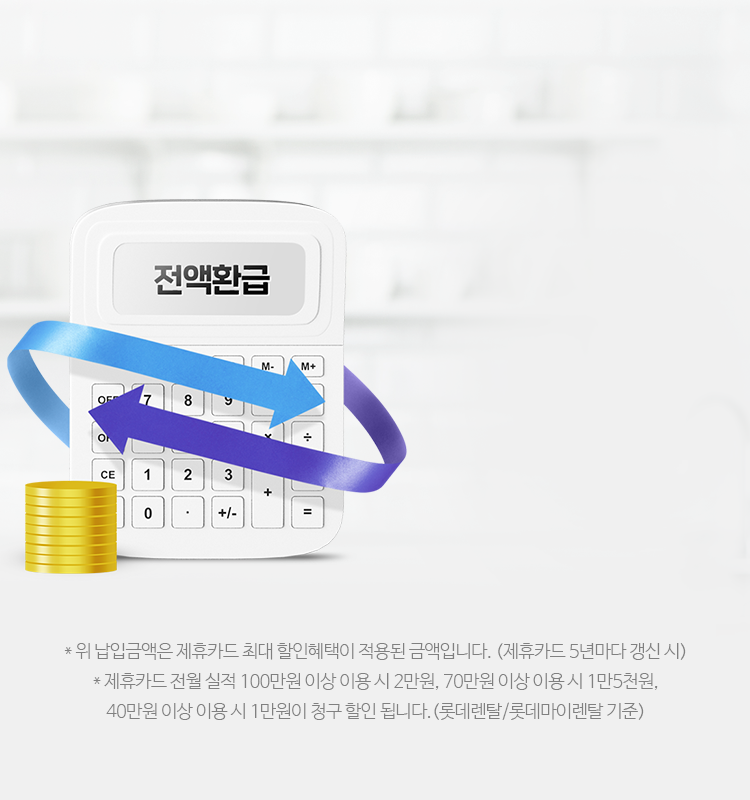 전액환급
M- M+
OFF 7 8 9
÷
CE 1 2 3
+
0 · +/- =
* 위 납입금액은 제휴카드 최대 할인혜택이 적용된 금액입니다. (제휴카드 5년마다 갱신 시)
* 제휴카드 전월 실적 100만원 이상 이용 시 2만원, 70만원 이상 이용 시 1만5천원,
40만원 이상 이용 시 1만원이 청구 할인 됩니다.(롯데렌탈/롯데마이렌탈 기준)